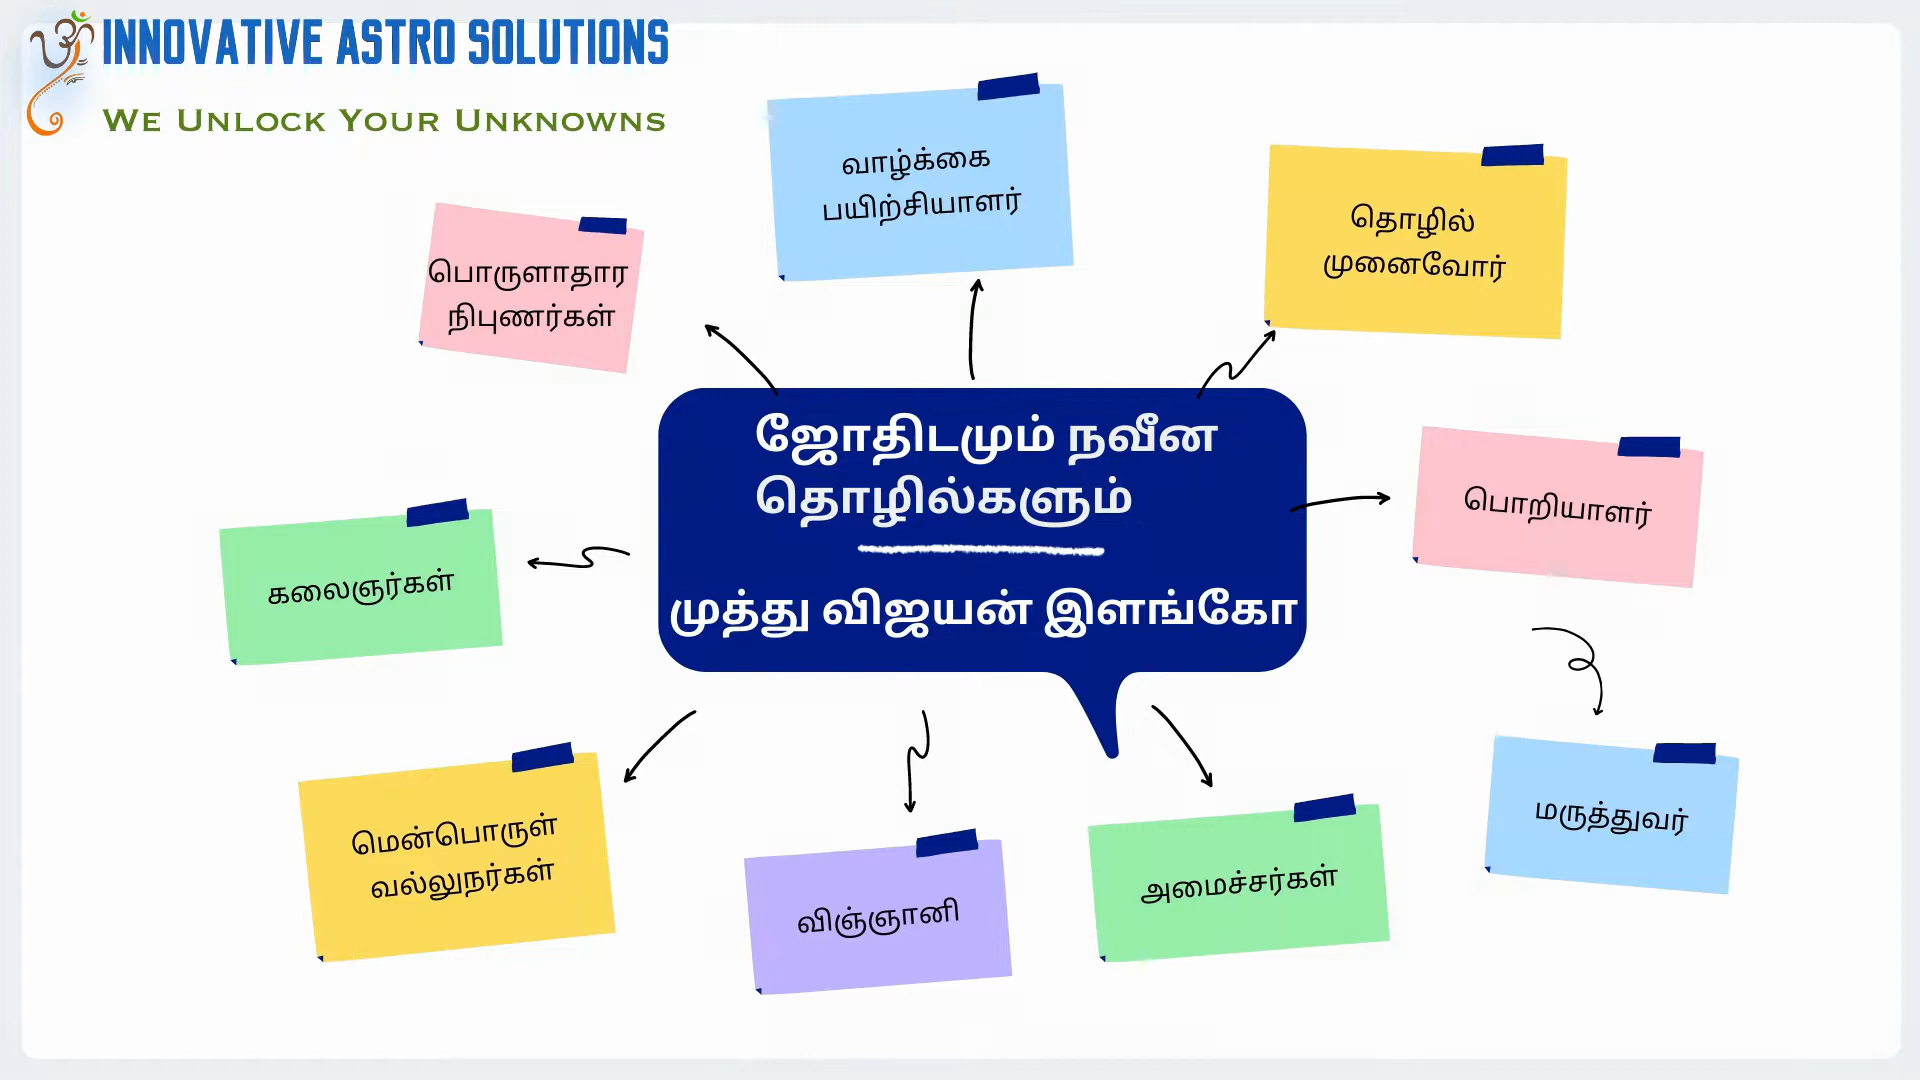 INNOVATIVE ASTRO SOLUTIONS
WE UNLOCK YOUR UNKNOWNS
வாழ்க்கை
பயிற்சியாளர்
தொழில்
முனைவோர்
பொருளாதார
நிபுணர்கள்
ஜோதிடமும் நவீன
தொழில்களும்
முத்து விஜயன் இளங்கோ
பொறியாளர்
கலைஞர்கள்
மருத்துவர்
மென்பொருள்
வல்லுநர்கள்
விஞ்ஞானி
அமைச்சர்கள்